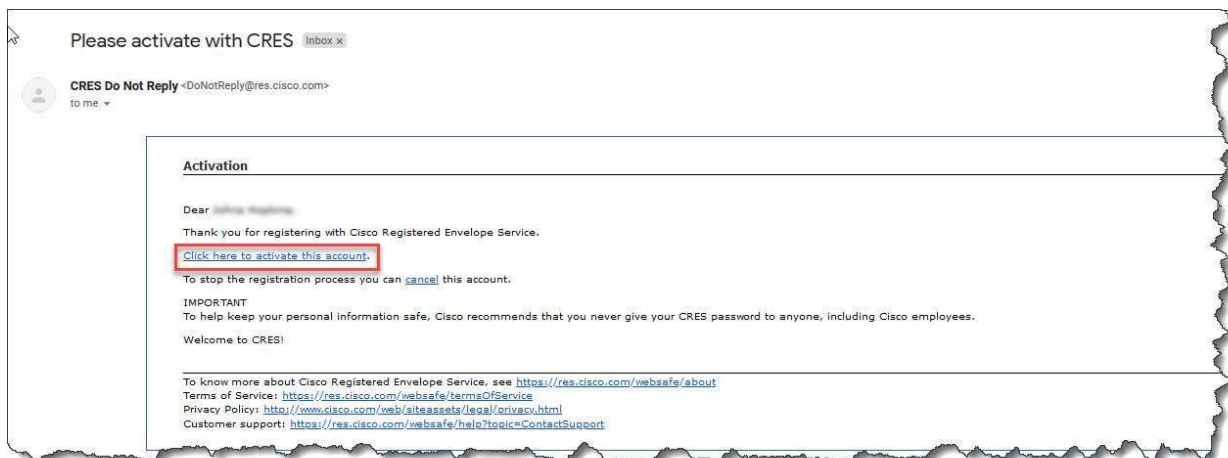 Please activate with CRES Inbox x
CRES Do Not Reply <DoNotReply@res.cisco.com>
to me
Activation
Dear
Thank you for registering with Cisco Registered Envelope Service.
Click here to activate this account.
To stop the registration process you can cancel this account.
IMPORTANT
To help keep your personal information safe, Cisco recommends that you never give your CRES password to anyone, including Cisco employees.
Welcome to CRES!
To know more about Cisco Registered Envelope Service, see https://res.cisco.com/websafe/about
Terms of Service: https://res.cisco.com/websafe/termsOfService
Privacy Policy: http://www.cisco.com/web/siteassets/legal/privacy.html
Customer support: https://res.cisco.com/websafe/help?topic=ContactSupport